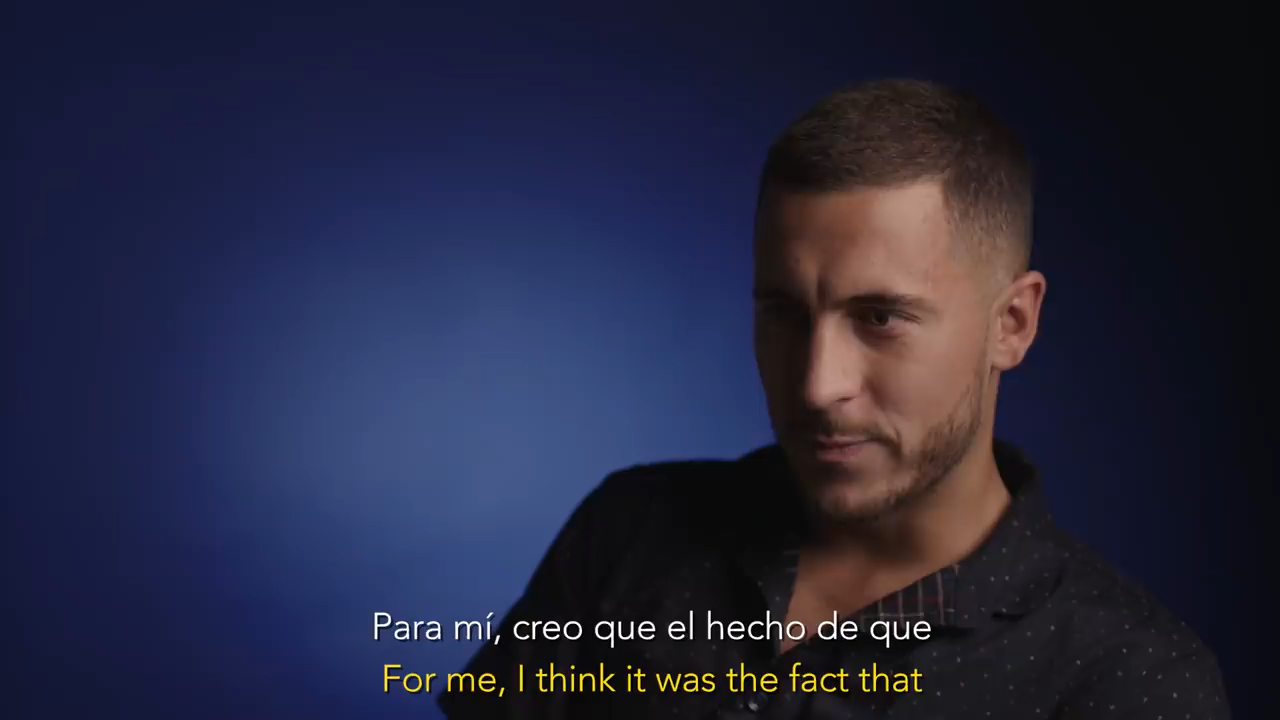 Para mí, creo que el hecho de que
For me, I think it was the fact that